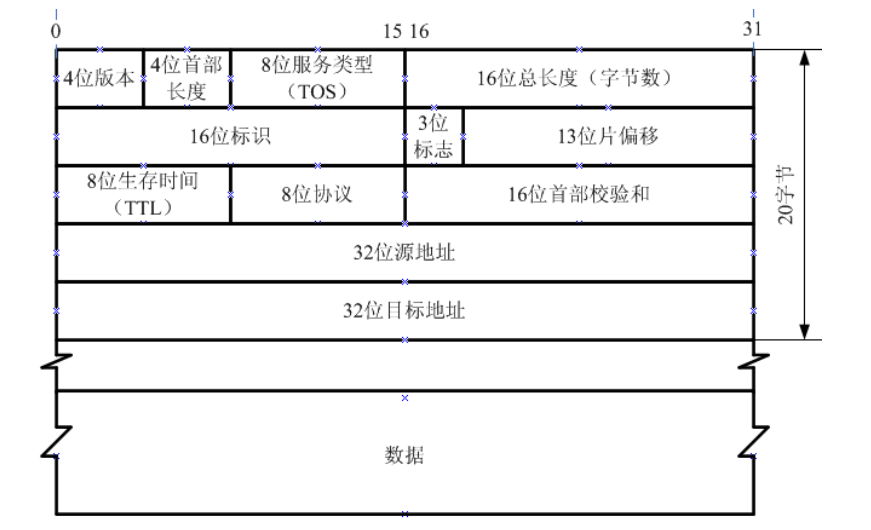 0 15 16 31
4位版本
4位首部
长度
8位服务类型
（TOS）
16位总长度（字节数）
16位标识
3位
标志
13位片偏移
8位生存时间
（TTL）
8位协议
16位首部校验和
32位源地址
32位目标地址
数据
20字节